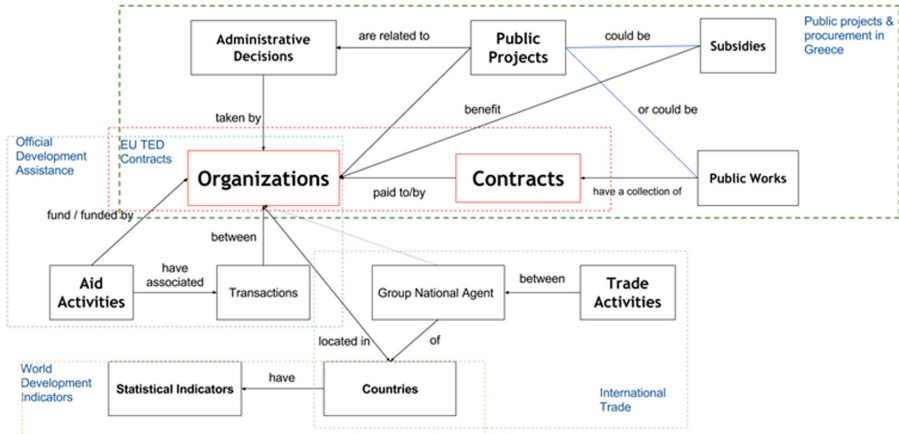 Public projects &
procurement in
Greece
Administrative
Decisions
are related to
Public
Projects
could be
Subsidies
taken by
benefit
or could be
Official
Development
Assistance
EU TED
Contracts
Organizations
paid to/by
Contracts
have a collection of
Public Works
fund / funded by
between
Aid
Activities
have
associated
Transactions
Group National Agent
between
Trade
Activities
located in
of
World
Development
Indicators
Statistical Indicators
have
Countries
International
Trade